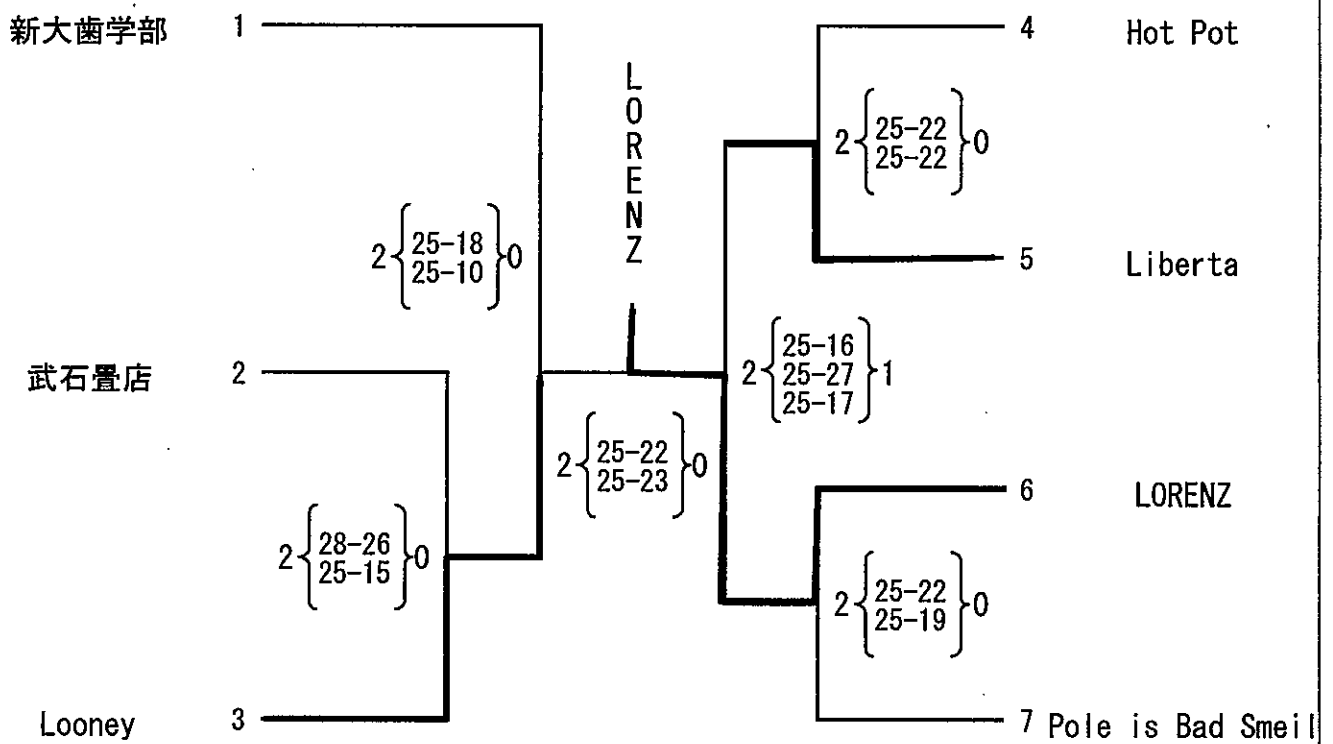 新大歯学部 1
4 Hot Pot
LORENZ
2 25-22 0
25-22
2 25-18 0
25-10
5 Liberta
武石畳店 2
2 25-16 1
25-27
25-17
2 25-22 0
25-23
6 LORENZ
2 28-26 0
25-15
2 25-22 0
25-19
Looney 3
7 Pole is Bad Smeil